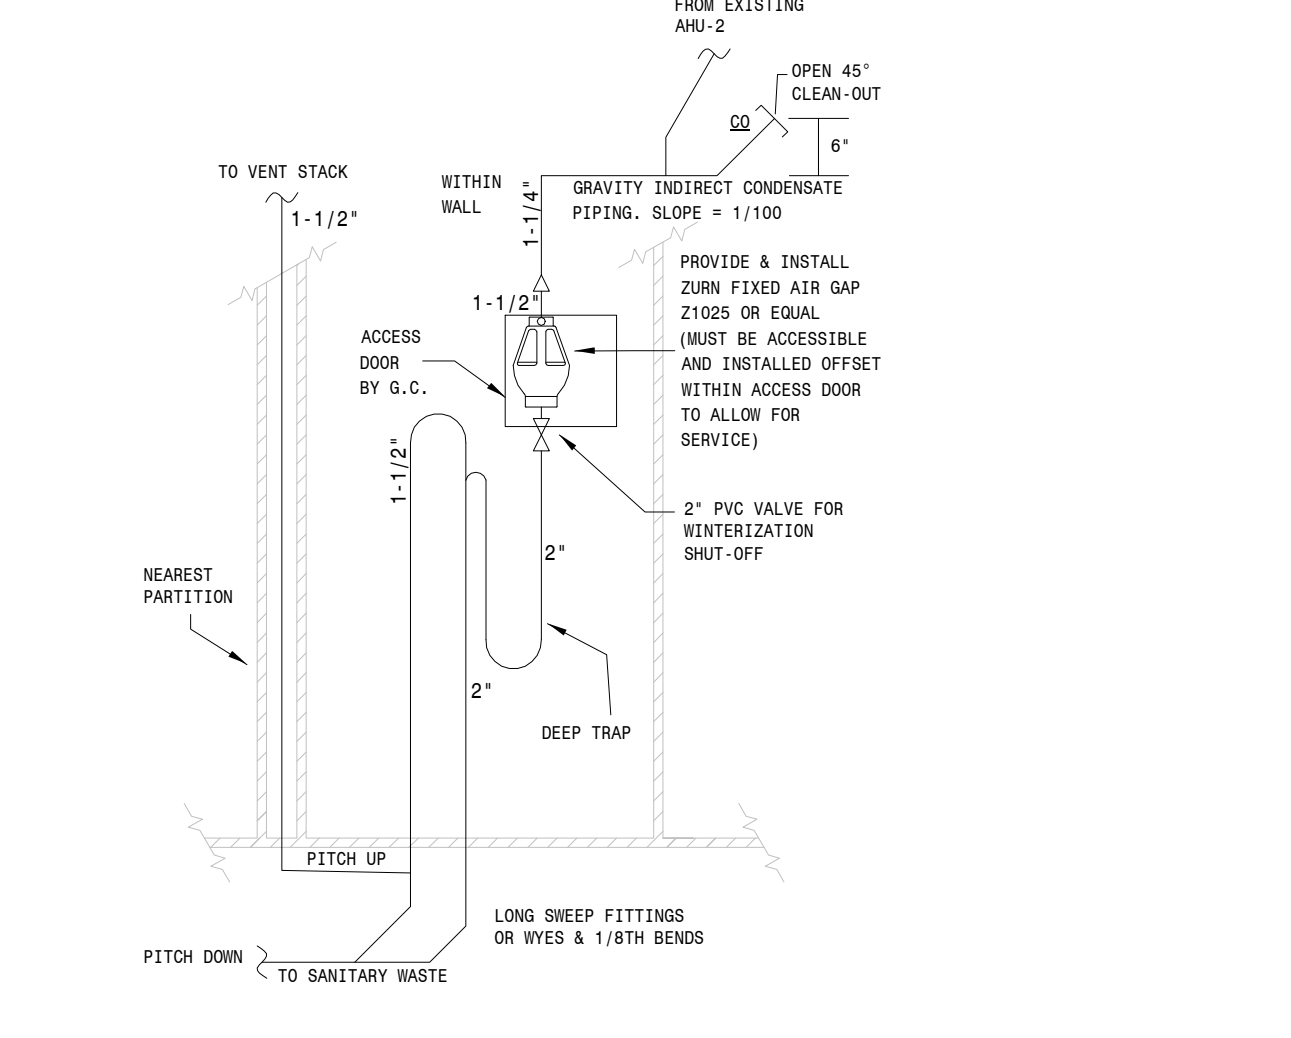 FROM EXISTING
AHU-2
OPEN 45°
CLEAN-OUT
CO
6"
TO VENT STACK
1-1/2"
WITHIN
WALL
1-1/4"
GRAVITY INDIRECT CONDENSATE
PIPING. SLOPE = 1/100
PROVIDE & INSTALL
ZURN FIXED AIR GAP
Z1025 OR EQUAL
(MUST BE ACCESSIBLE
AND INSTALLED OFFSET
WITHIN ACCESS DOOR
TO ALLOW FOR
SERVICE)
1-1/2"
ACCESS
DOOR
BY G.C.
1-1/2"
2" PVC VALVE FOR
WINTERIZATION
SHUT-OFF
2"
NEAREST
PARTITION
2"
DEEP TRAP
PITCH UP
LONG SWEEP FITTINGS
OR WYES & 1/8TH BENDS
PITCH DOWN
TO SANITARY WASTE